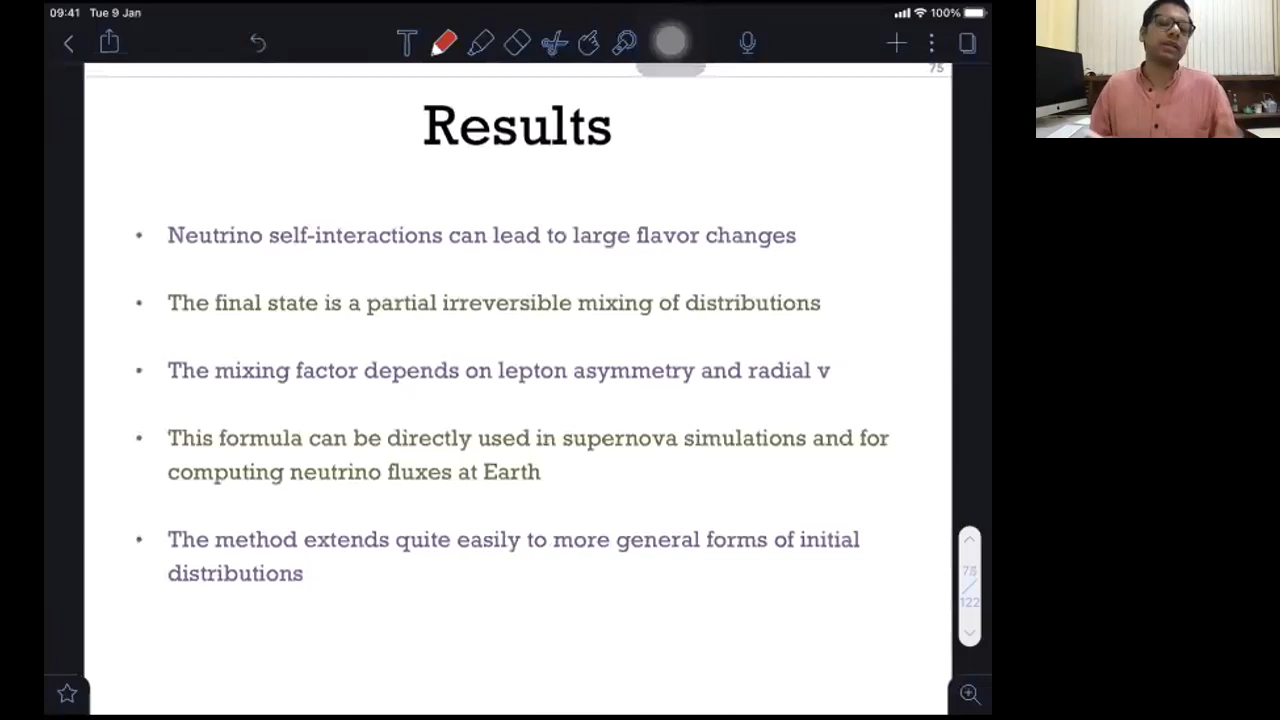 09:41 Tue 9 Jan
100%
T
75
Results
• Neutrino self-interactions can lead to large flavor changes
• The final state is a partial irreversible mixing of distributions
• The mixing factor depends on lepton asymmetry and radial v
• This formula can be directly used in supernova simulations and for
computing neutrino fluxes at Earth
• The method extends quite easily to more general forms of initial
distributions
75
/
122